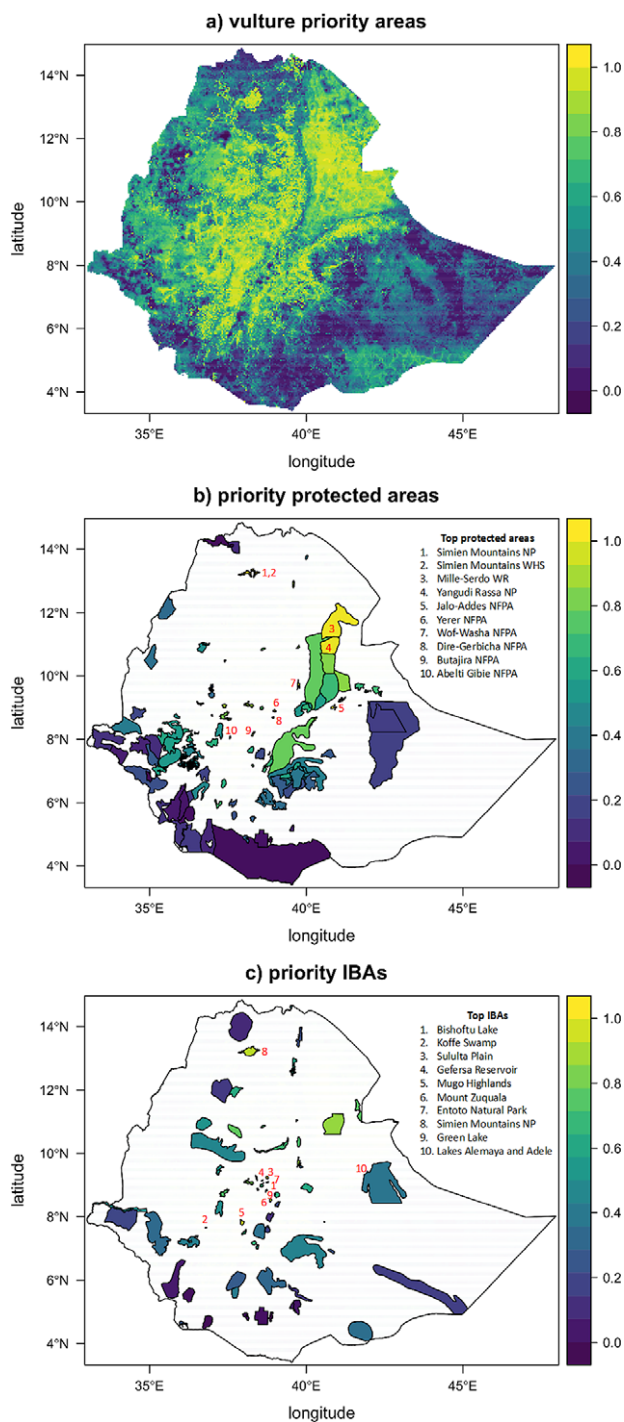 a) vulture priority areas
14°N
12°N
10°N
8°N
6°N
4°N
latitude
35°E
40°E
45°E
longitude
1.0
0.8
0.6
0.4
0.2
0.0
b) priority protected areas
14°N
12°N
10°N
8°N
6°N
4°N
latitude
35°E
40°E
45°E
longitude
Top protected areas
1. Simien Mountains NP
2. Simien Mountains WHS
3. Mille-Serdo WR
4. Yangudi Rassa NP
5. Jalo-Addes NFPA
6. Yerer NFPA
7. Wof-Washa NFPA
8. Dire-Gerbicha NFPA
9. Butajira NFPA
10. Abelti Gibie NFPA
1,2
3
4
7
5
6
8
10
9
1.0
0.8
0.6
0.4
0.2
0.0
c) priority IBAs
14°N
12°N
10°N
8°N
6°N
4°N
latitude
35°E
40°E
45°E
longitude
Top IBAs
1. Bishoftu Lake
2. Koffe Swamp
3. Sululta Plain
4. Gefersa Reservoir
5. Mugo Highlands
6. Mount Zuquala
7. Entoto Natural Park
8. Simien Mountains NP
9. Green Lake
10. Lakes Alemaya and Adele
8
4
3
7
1
9
6
10
2
5
1.0
0.8
0.6
0.4
0.2
0.0